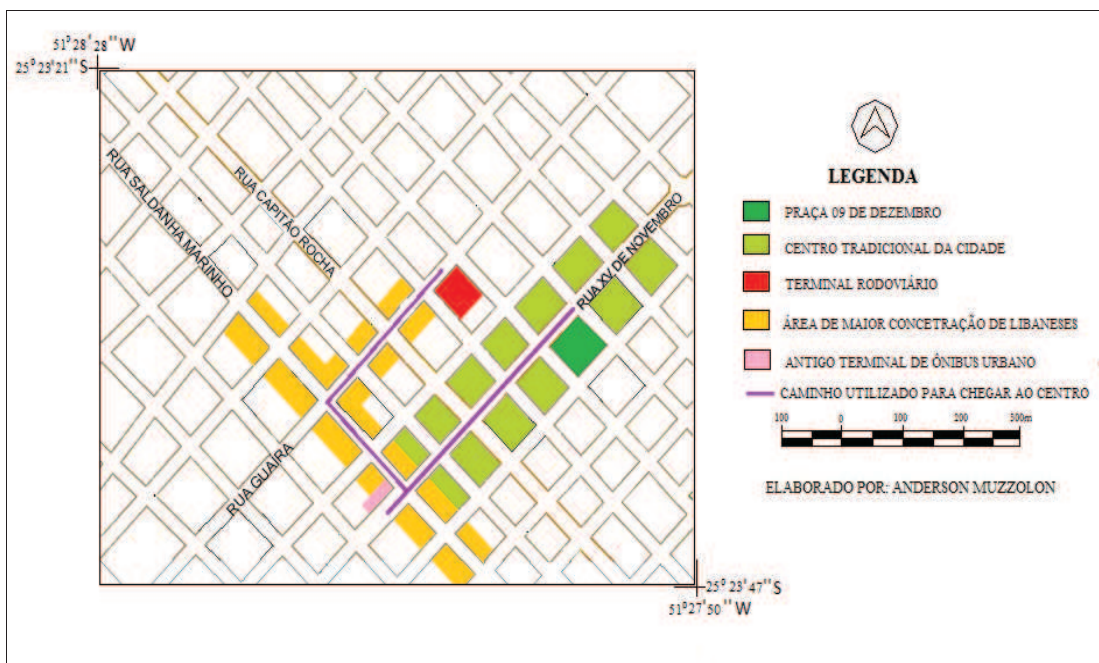 51°28'28'' W
25°23'21'' S
RUA SALDANHA MARINHO
RUA CAPITÃO ROCHA
RUA XV DE NOVEMBRO
RUA GUAIRA
LEGENDA
PRAÇA 09 DE DEZEMBRO
CENTRO TRADICIONAL DA CIDADE
TERMINAL RODOVIÁRIO
ÁREA DE MAIOR CONCETRAÇÃO DE LIBANESES
ANTIGO TERMINAL DE ÔNIBUS URBANO
CAMINHO UTILIZADO PARA CHEGAR AO CENTRO
100 0 100 200 300m
ELABORADO POR: ANDERSON MUZZOLON
25°23'47''S
51°27'50'' W